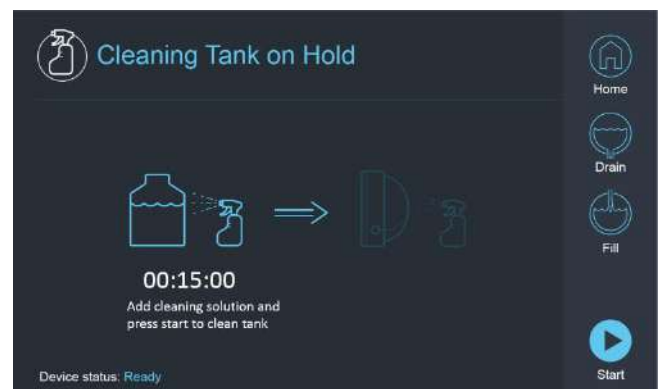 Cleaning Tank on Hold
Home
Drain
Fill
00:15:00
Add cleaning solution and
press start to clean tank
Device status: Ready
Start